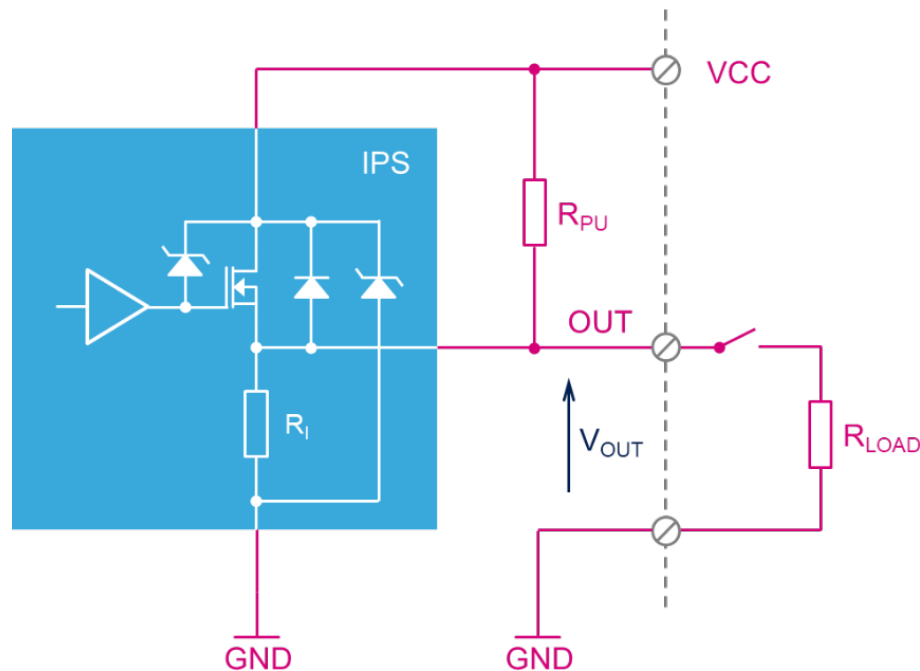 VCC
IPS
RPU
OUT
RI
VOUT
RLOAD
GND
GND